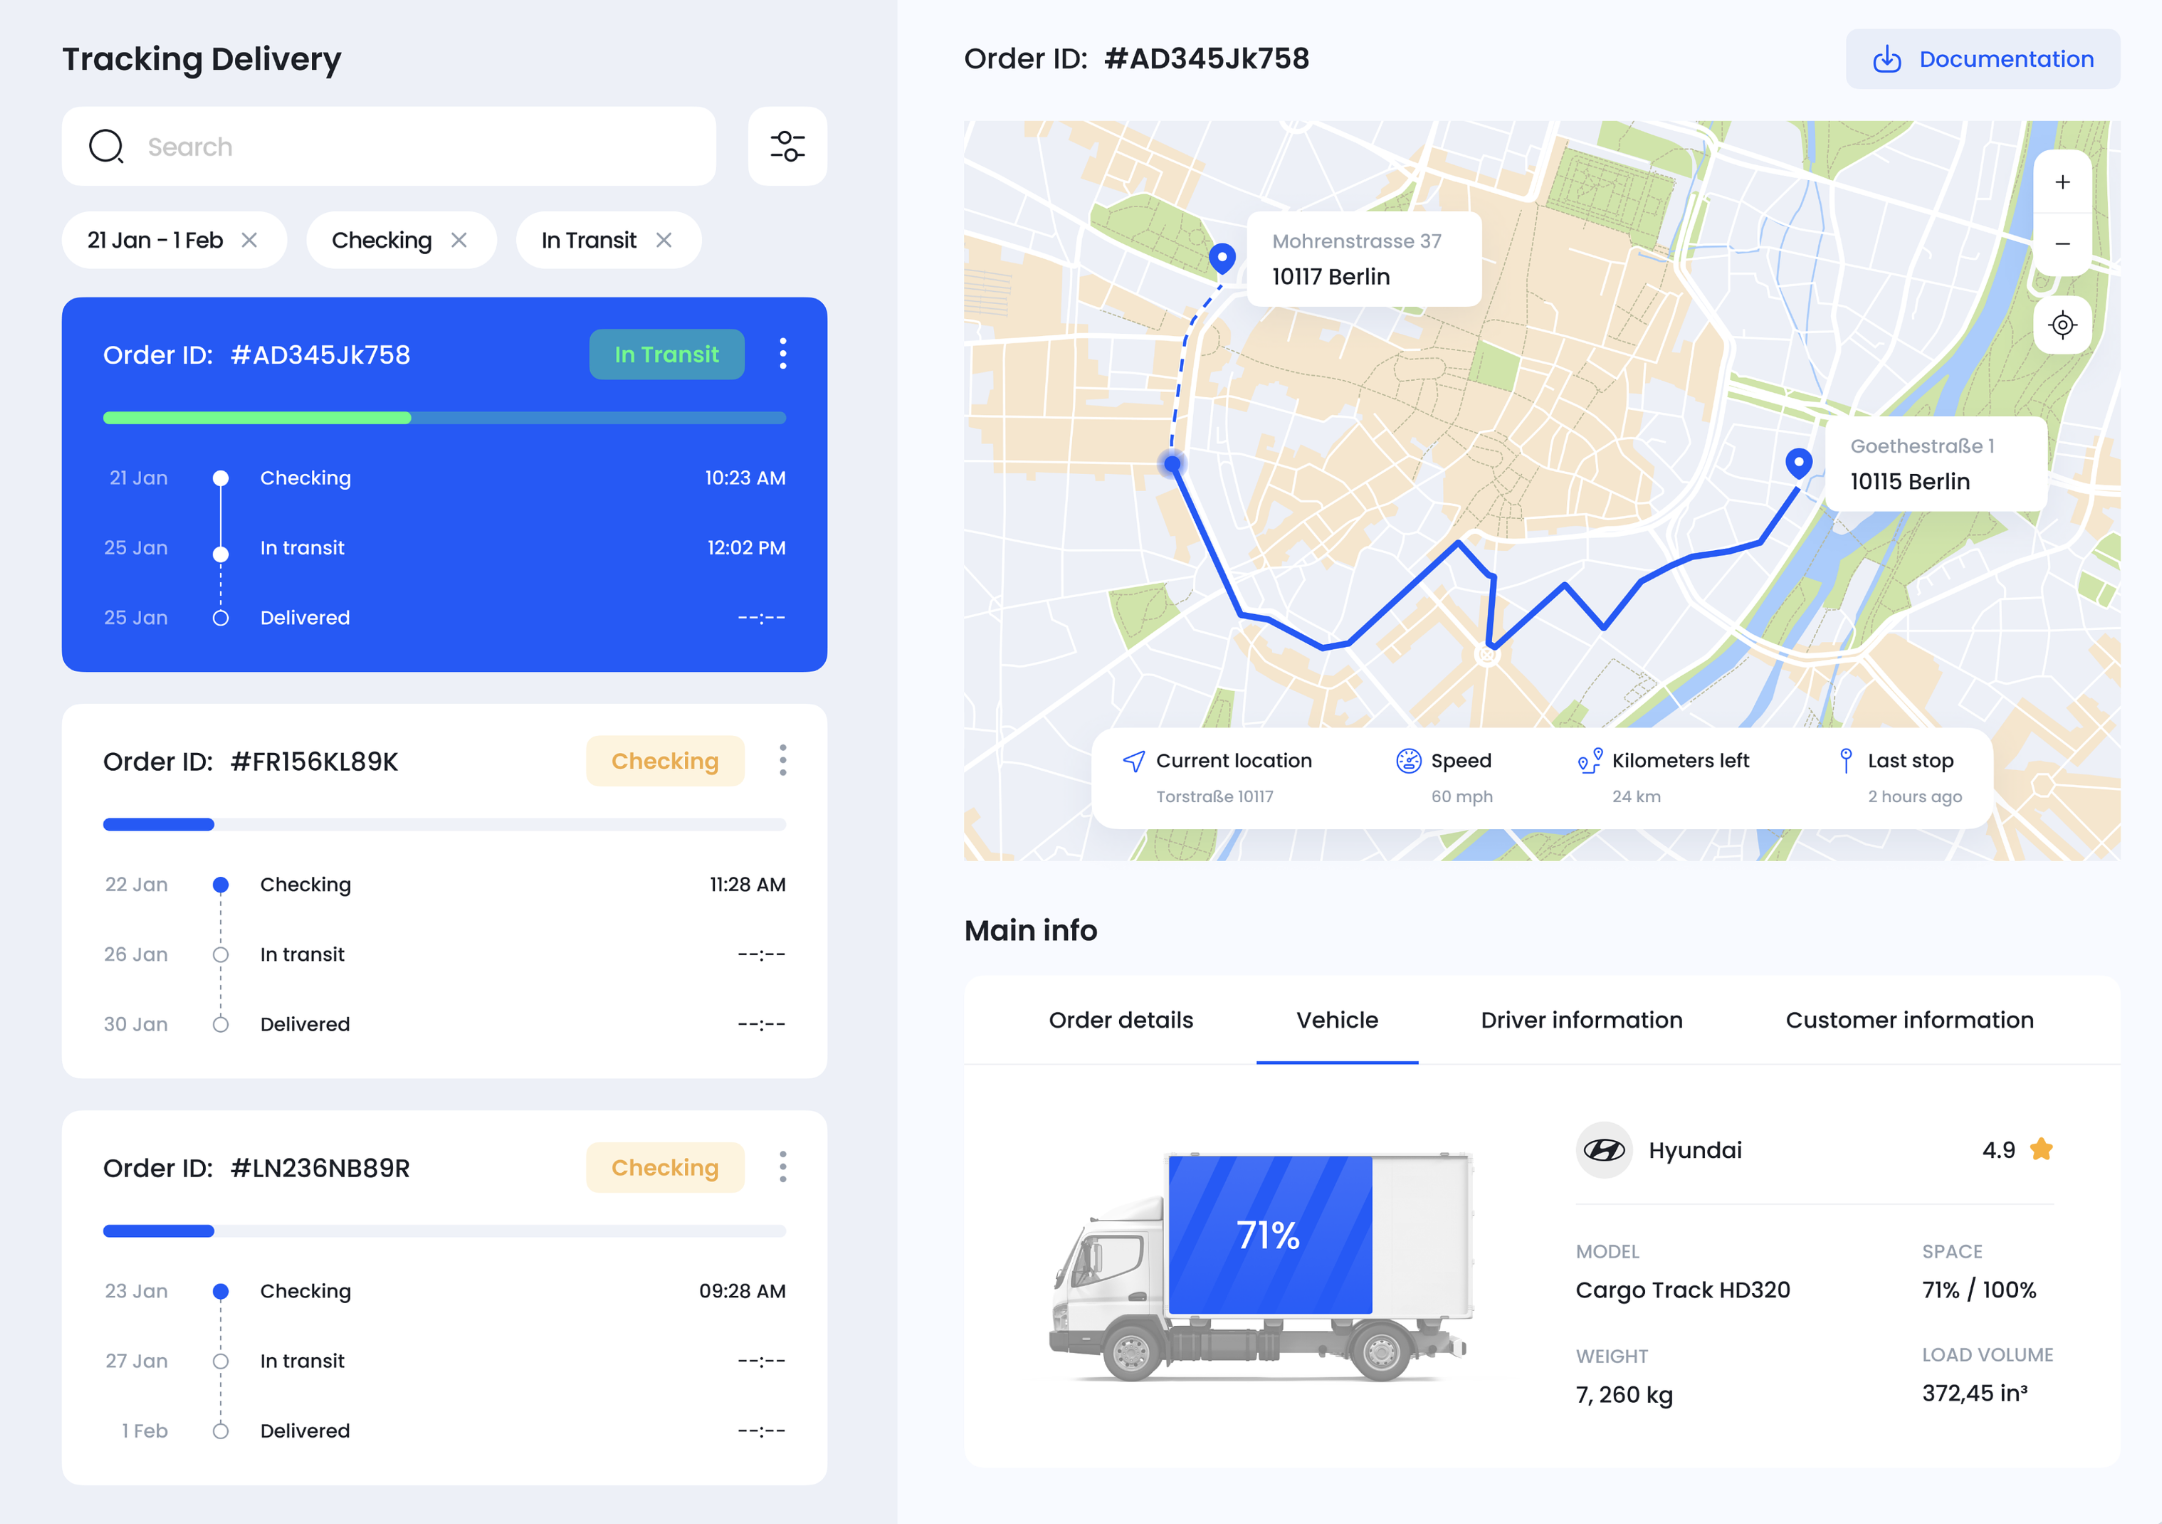 Tracking Delivery
Search
21 Jan - 1 Feb
Checking
In Transit
Order ID: #AD345Jk758
In Transit
21 Jan Checking 10:23 AM
25 Jan In transit 12:02 PM
25 Jan Delivered --:--
Order ID: #FR156KL89K
Checking
22 Jan Checking 11:28 AM
26 Jan In transit --:--
30 Jan Delivered --:--
Order ID: #LN236NB89R
Checking
23 Jan Checking 09:28 AM
27 Jan In transit --:--
1 Feb Delivered --:--
Order ID: #AD345Jk758
Documentation
Mohrenstrasse 37
10117 Berlin
Goethestraße 1
10115 Berlin
Current location
Torstraße 10117
Speed
60 mph
Kilometers left
24 km
Last stop
2 hours ago
Main info
Order details
Vehicle
Driver information
Customer information
71%
Hyundai
4.9
MODEL
Cargo Track HD320
SPACE
71% / 100%
WEIGHT
7, 260 kg
LOAD VOLUME
372,45 in³